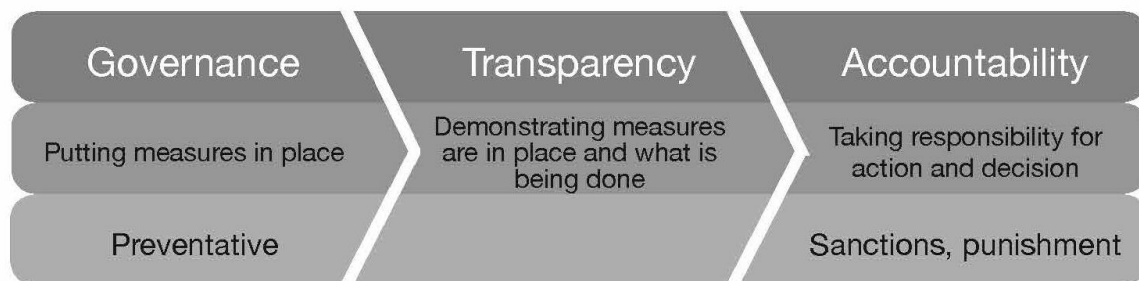 Governance
Transparency
Accountability
Putting measures in place
Demonstrating measures
are in place and what is
being done
Taking responsibility for
action and decision
Preventative
Sanctions, punishment